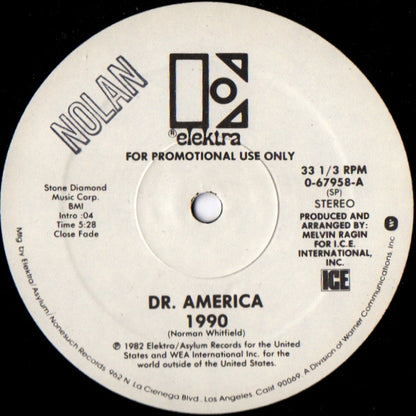 NOLAN
® elektra
FOR PROMOTIONAL USE ONLY
Stone Diamond
Music Corp.
BMI
Intro :04
Time 5:28
Close Fade
33 1/3 RPM
0-67958-A
(SP)
STEREO
PRODUCED AND
ARRANGED BY:
MELVIN RAGIN
FOR I.C.E.
INTERNATIONAL,
INC.
ICE
DR. AMERICA
1990
(Norman Whitfield)
℗ 1982 Elektra/Asylum Records for the United
States and WEA International Inc. for the
world outside of the United States.
Mfg by Elektra/Asylum/Nonesuch Records 962 N. La Cienega Blvd., Los Angeles, Calif. 90069. A Division of Warner Communications Inc. W